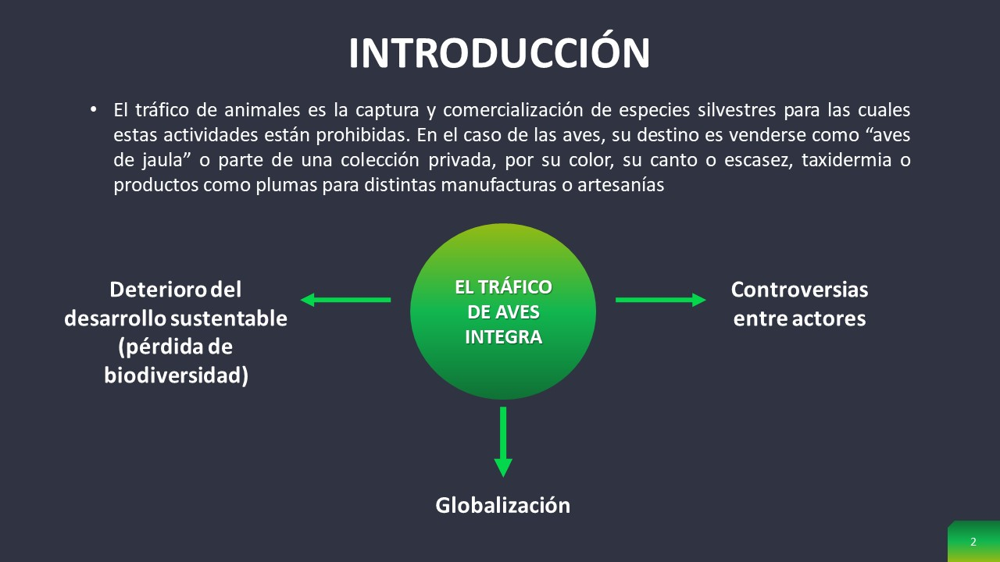 INTRODUCCIÓN
• El tráfico de animales es la captura y comercialización de especies silvestres para las cuales
estas actividades están prohibidas. En el caso de las aves, su destino es venderse como “aves
de jaula” o parte de una colección privada, por su color, su canto o escasez, taxidermia o
productos como plumas para distintas manufacturas o artesanías
EL TRÁFICO
DE AVES
INTEGRA
Deterioro del
desarrollo sustentable
(pérdida de
biodiversidad)
Controversias
entre actores
Globalización
2